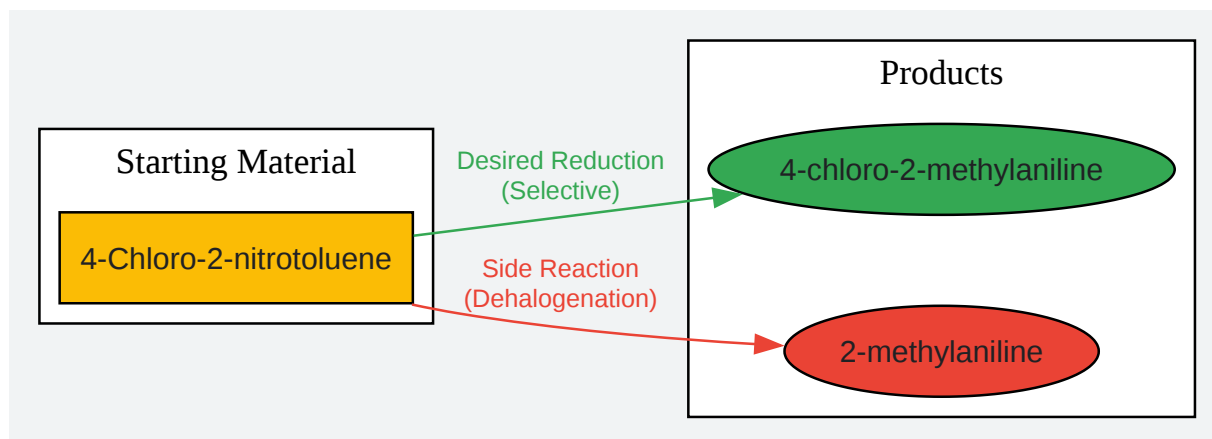 Starting Material
4-Chloro-2-nitrotoluene
Desired Reduction
(Selective)
Side Reaction
(Dehalogenation)
Products
4-chloro-2-methylaniline
2-methylaniline